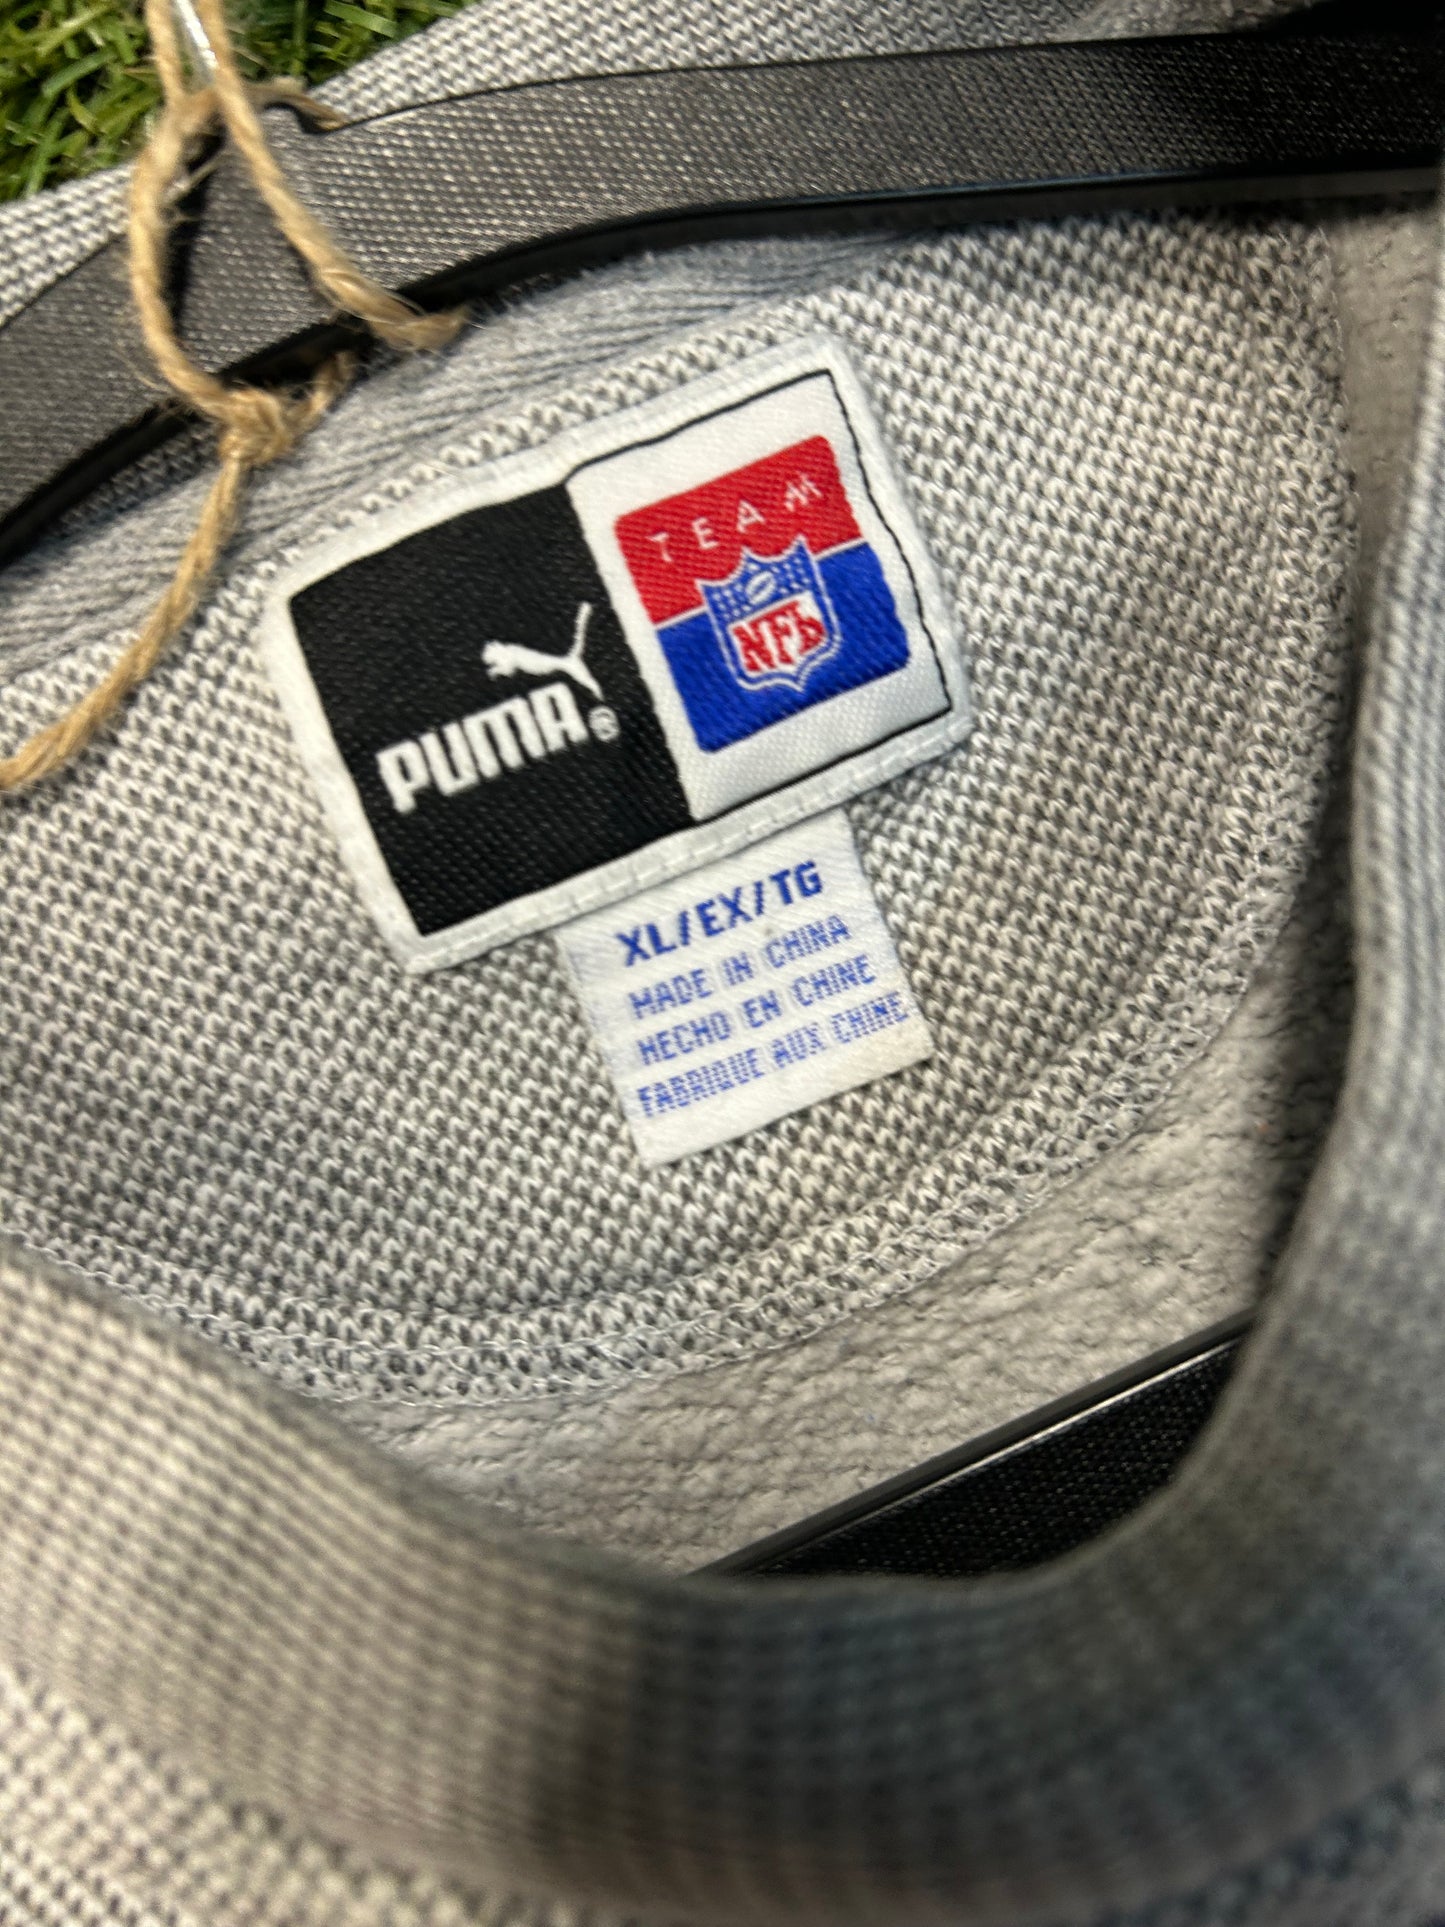 PUMA®
TEAM
NFL
XL/EX/TG
MADE IN CHINA
HECHO EN CHINE
FABRIQUE AUX CHINE